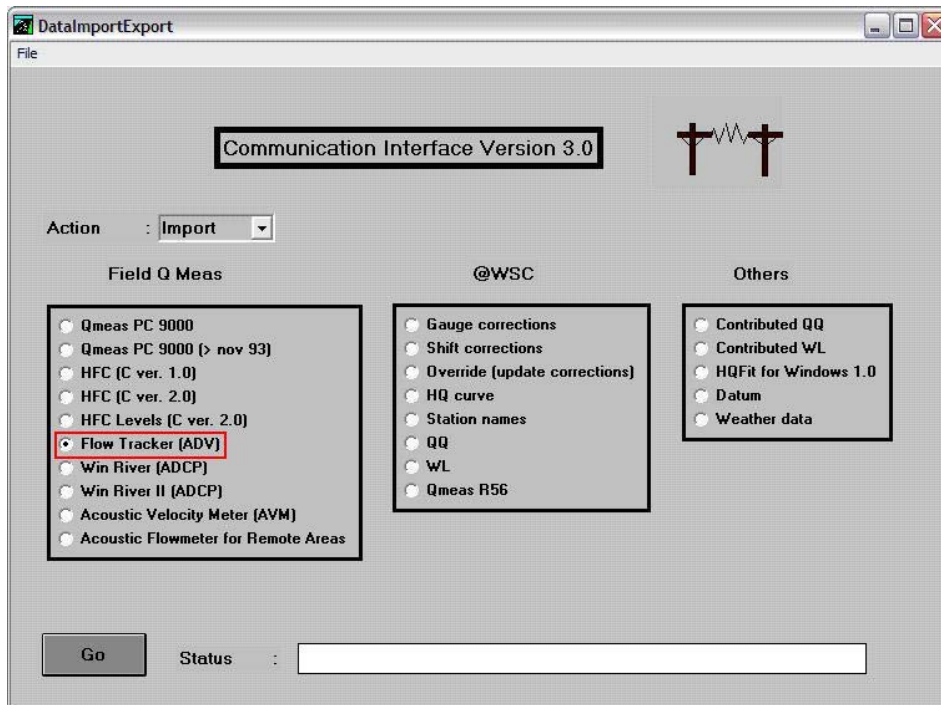 DataImportExport
File
Communication Interface Version 3.0
Action : Import
Field Q Meas
Qmeas PC 9000
Qmeas PC 9000 (> nov 93)
HFC (C ver. 1.0)
HFC (C ver. 2.0)
HFC Levels (C ver. 2.0)
Flow Tracker (ADV)
Win River (ADCP)
Win River II (ADCP)
Acoustic Velocity Meter (AVM)
Acoustic Flowmeter for Remote Areas
@WSC
Gauge corrections
Shift corrections
Override (update corrections)
HQ curve
Station names
QQ
WL
Qmeas R56
Others
Contributed QQ
Contributed WL
HQFit for Windows 1.0
Datum
Weather data
Go
Status :